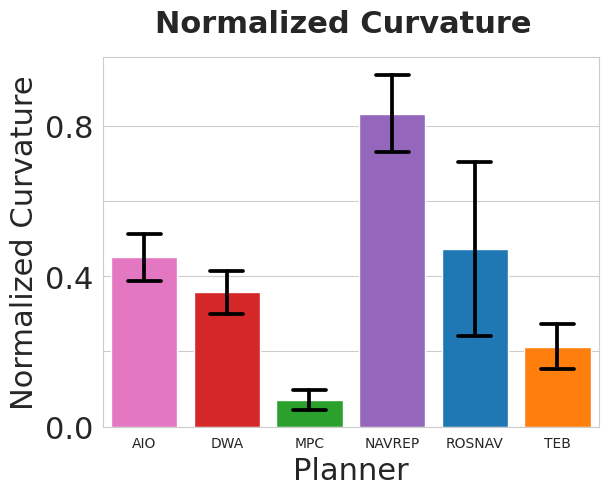 Normalized Curvature
Normalized Curvature
0.8
0.4
0.0
AIO DWA MPC NAVREP ROSNAV TEB
Planner